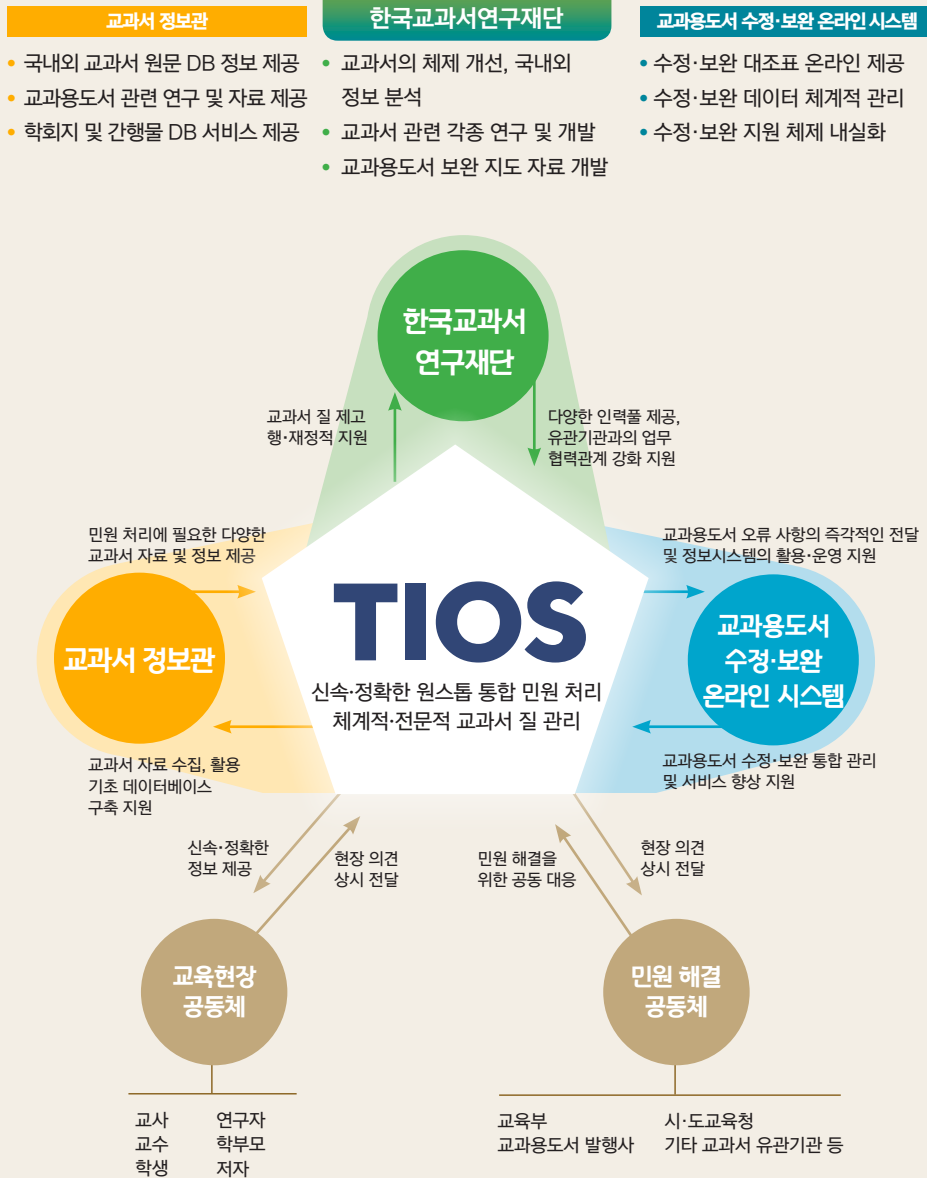 교과서 정보관
• 국내외 교과서 원문 DB 정보 제공
• 교과용도서 관련 연구 및 자료 제공
• 학회지 및 간행물 DB 서비스 제공
한국교과서연구재단
• 교과서의 체제 개선, 국내외
정보 분석
• 교과서 관련 각종 연구 및 개발
• 교과용도서 보완 지도 자료 개발
교과용도서 수정·보완 온라인 시스템
• 수정·보완 대조표 온라인 제공
• 수정·보완 데이터 체계적 관리
• 수정·보완 지원 체제 내실화
한국교과서
연구재단
교과서 질 제고
행·재정적 지원
다양한 인력풀 제공,
유관기관과의 업무
협력관계 강화 지원
민원 처리에 필요한 다양한
교과서 자료 및 정보 제공
교과용도서 오류 사항의 즉각적인 전달
및 정보시스템의 활용·운영 지원
교과서 정보관
TIOS
신속·정확한 원스톱 통합 민원 처리
체계적·전문적 교과서 질 관리
교과용도서
수정·보완
온라인 시스템
교과서 자료 수집, 활용
기초 데이터베이스
구축 지원
교과용도서 수정·보완 통합 관리
및 서비스 향상 지원
신속·정확한
정보 제공
현장 의견
상시 전달
민원 해결을
위한 공동 대응
현장 의견
상시 전달
교육현장
공동체
민원 해결
공동체
교사
교수
학생
연구자
학부모
저자
교육부
교과용도서 발행사
시·도교육청
기타 교과서 유관기관 등